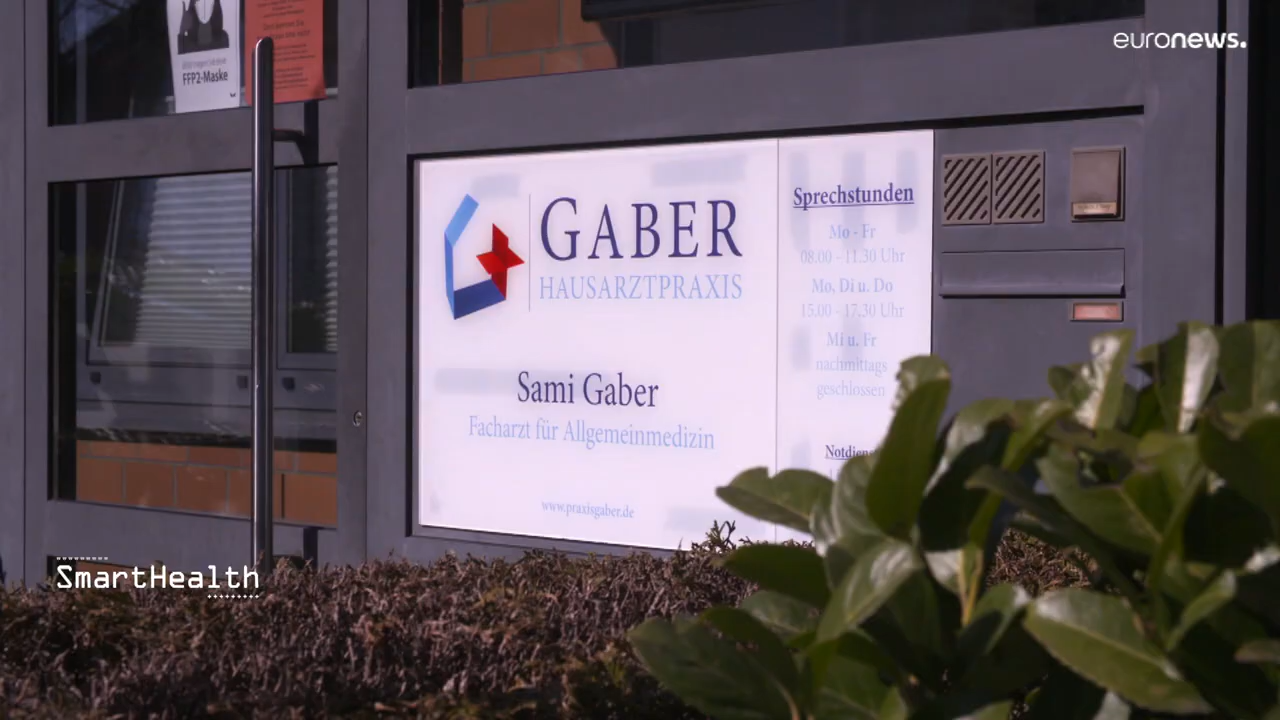 euronews.
FFP2-Maske
GABER
HAUSARZTPRAXIS
Sami Gaber
Facharzt für Allgemeinmedizin
www.praxisgaber.de
Sprechstunden
Mo - Fr
08.00 - 11.30 Uhr
Mo, Di u. Do
15.00 - 17.30 Uhr
Mi u. Fr
nachmittags
geschlossen
SmartHealth